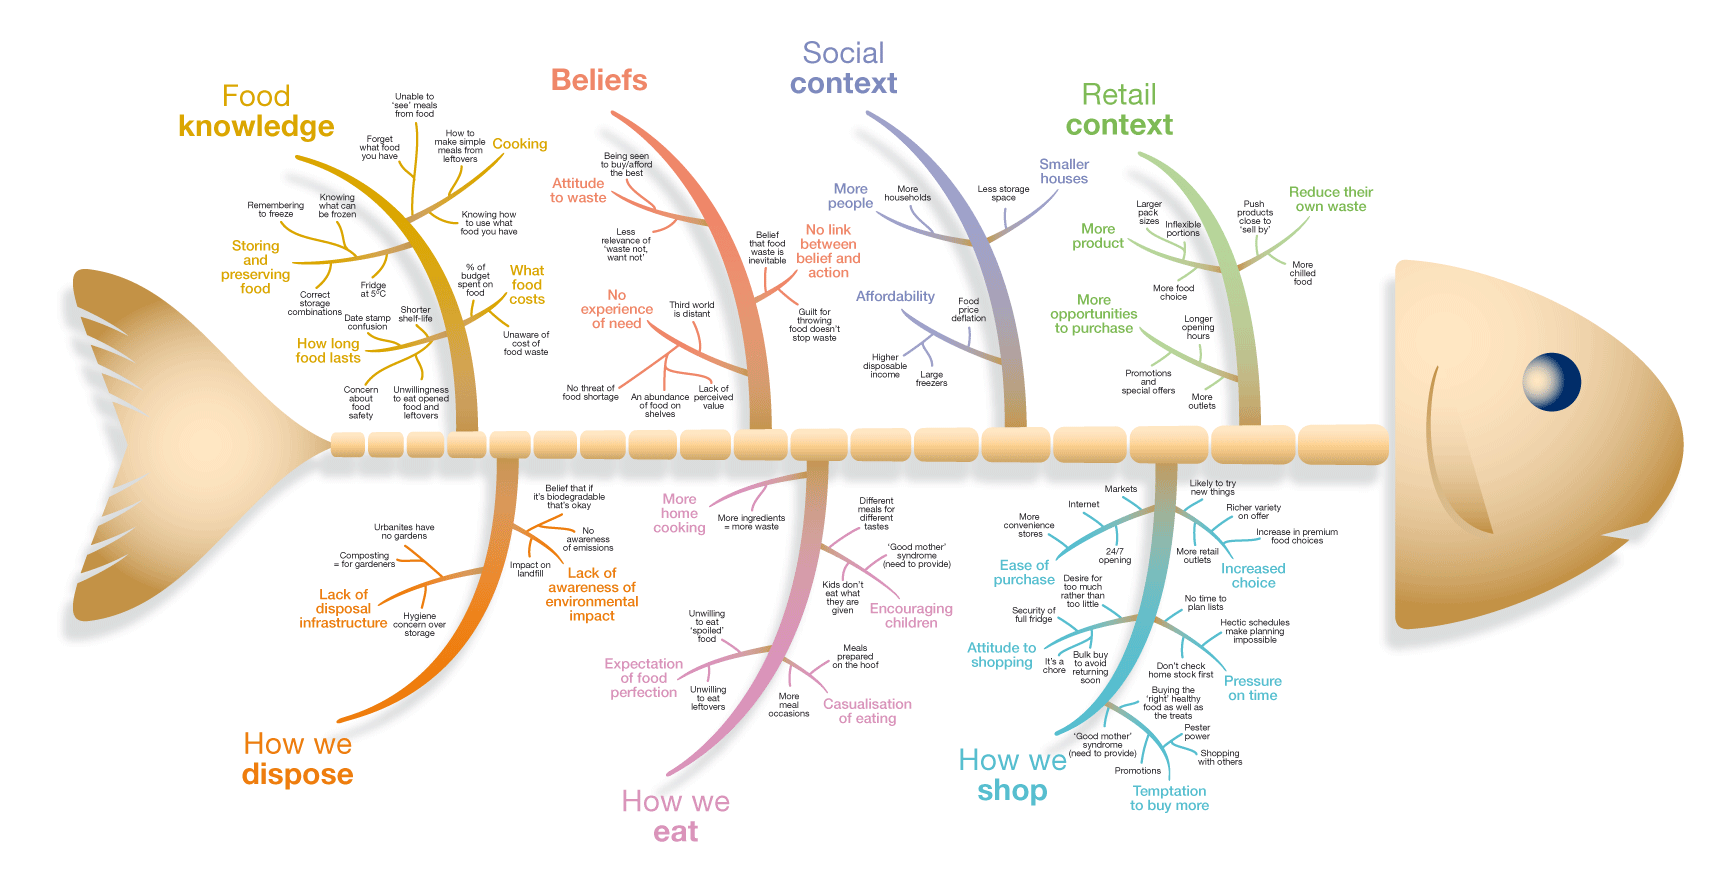 Food
knowledge
Unable to
'see' meals
from food
Forget
what food
you have
How to
make simple
meals from
leftovers
Cooking
Knowing how
to use what
food you have
Remembering
to freeze
Knowing
what can
be frozen
Storing
and
preserving
food
Correct
storage
combinations
Fridge
at 5ºC
% of
budget
spent on
food
What
food
costs
Unaware of
cost of
food waste
Date stamp
confusion
Shorter
shelf-life
How long
food lasts
Concern
about
food
safety
Unwillingness
to eat opened
food and
leftovers
Beliefs
Being seen
to buy/afford
the best
Attitude
to waste
Less
relevance of
'waste not,
want not'
Belief
that food
waste is
inevitable
No link
between
belief and
action
Guilt for
throwing
food doesn't
stop waste
No
experience
of need
Third world
is distant
No threat of
food shortage
An abundance
of food on
shelves
Lack of
perceived
value
Social
context
More
people
More
households
Less storage
space
Smaller
houses
Affordability
Food
price
deflation
Higher
disposable
income
Large
freezers
Retail
context
More
product
Larger
pack
sizes
Inflexible
portions
More food
choice
Push
products
close to
'sell by'
Reduce their
own waste
More
chilled
food
More
opportunities
to purchase
Longer
opening
hours
Promotions
and
special offers
More
outlets
Belief that if
it's biodegradable
that's okay
No
awareness
of emissions
Impact on
landfill
Lack of
awareness of
environmental
impact
Urbanites have
no gardens
Composting
= for gardeners
Lack of
disposal
infrastructure
Hygiene
concern over
storage
How we
dispose
More
home
cooking
More ingredients
= more waste
Different
meals for
different
tastes
'Good mother'
syndrome
(need to provide)
Kids don't
eat what
they are
given
Encouraging
children
Unwilling
to eat
'spoiled'
food
Expectation
of food
perfection
Unwilling
to eat
leftovers
Meals
prepared
on the hoof
More
meal
occasions
Casualisation
of eating
How we
eat
Markets
Internet
More
convenience
stores
24/7
opening
Ease of
purchase
Likely to try
new things
Richer variety
on offer
Increase in premium
food choices
More retail
outlets
Increased
choice
Desire for
too much
rather than
too little
Security of
full fridge
Attitude to
shopping
It's a
chore
Bulk buy
to avoid
returning
soon
No time to
plan lists
Hectic schedules
make planning
impossible
Don't check
home stock first
Pressure
on time
Buying the
'right' healthy
food as well as
the treats
'Good mother'
syndrome
(need to provide)
Pester
power
Shopping
with others
Promotions
Temptation
to buy more
How we
shop